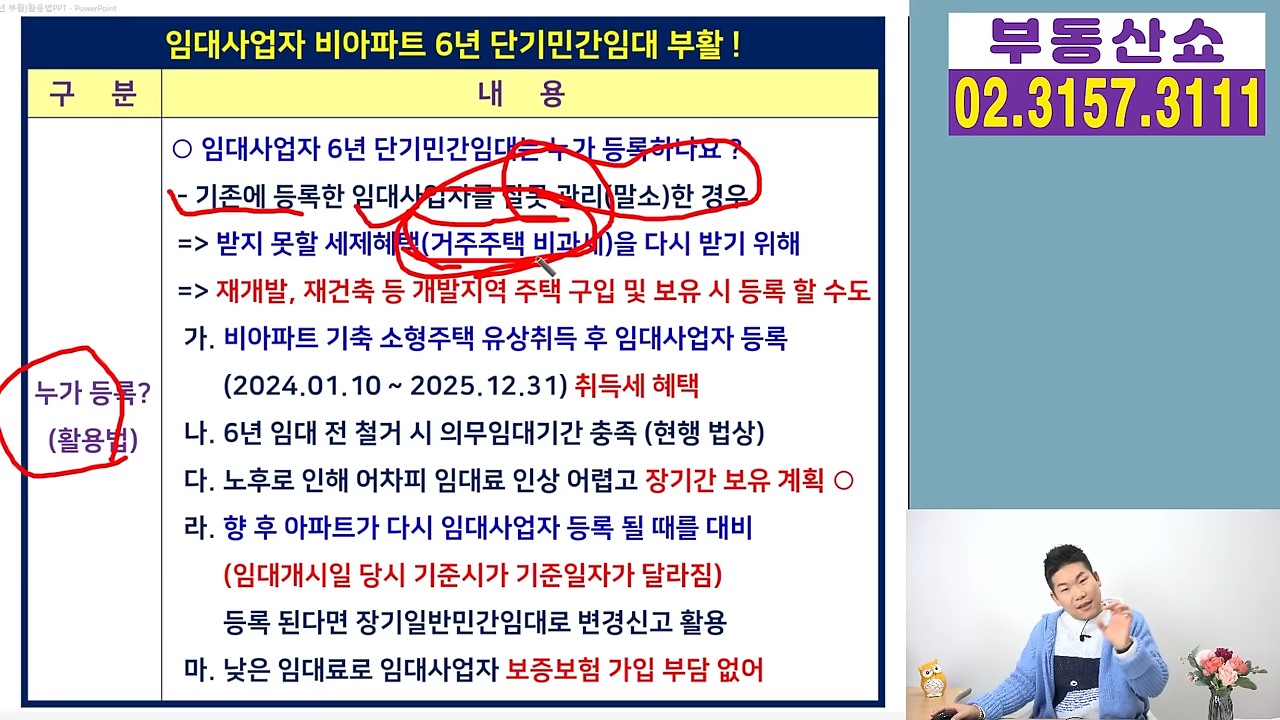 년 부활)활용법PPT - PowerPoint
임대사업자 비아파트 6년 단기민간임대 부활 !
구 분
내 용
○ 임대사업자 6년 단기민간임대는 누가 등록하나요 ?
- 기존에 등록한 임대사업자를 잘못 관리(말소)한 경우
=> 받지 못할 세제혜택(거주주택 비과세)을 다시 받기 위해
=> 재개발, 재건축 등 개발지역 주택 구입 및 보유 시 등록 할 수도
가. 비아파트 기축 소형주택 유상취득 후 임대사업자 등록
(2024.01.10 ~ 2025.12.31) 취득세 혜택
누가 등록?
(활용법)
나. 6년 임대 전 철거 시 의무임대기간 충족 (현행 법상)
다. 노후로 인해 어차피 임대료 인상 어렵고 장기간 보유 계획 ○
라. 향 후 아파트가 다시 임대사업자 등록 될 때를 대비
(임대개시일 당시 기준시가 기준일자가 달라짐)
등록 된다면 장기일반민간임대로 변경신고 활용
마. 낮은 임대료로 임대사업자 보증보험 가입 부담 없어
부동산쇼
02.3157.3111